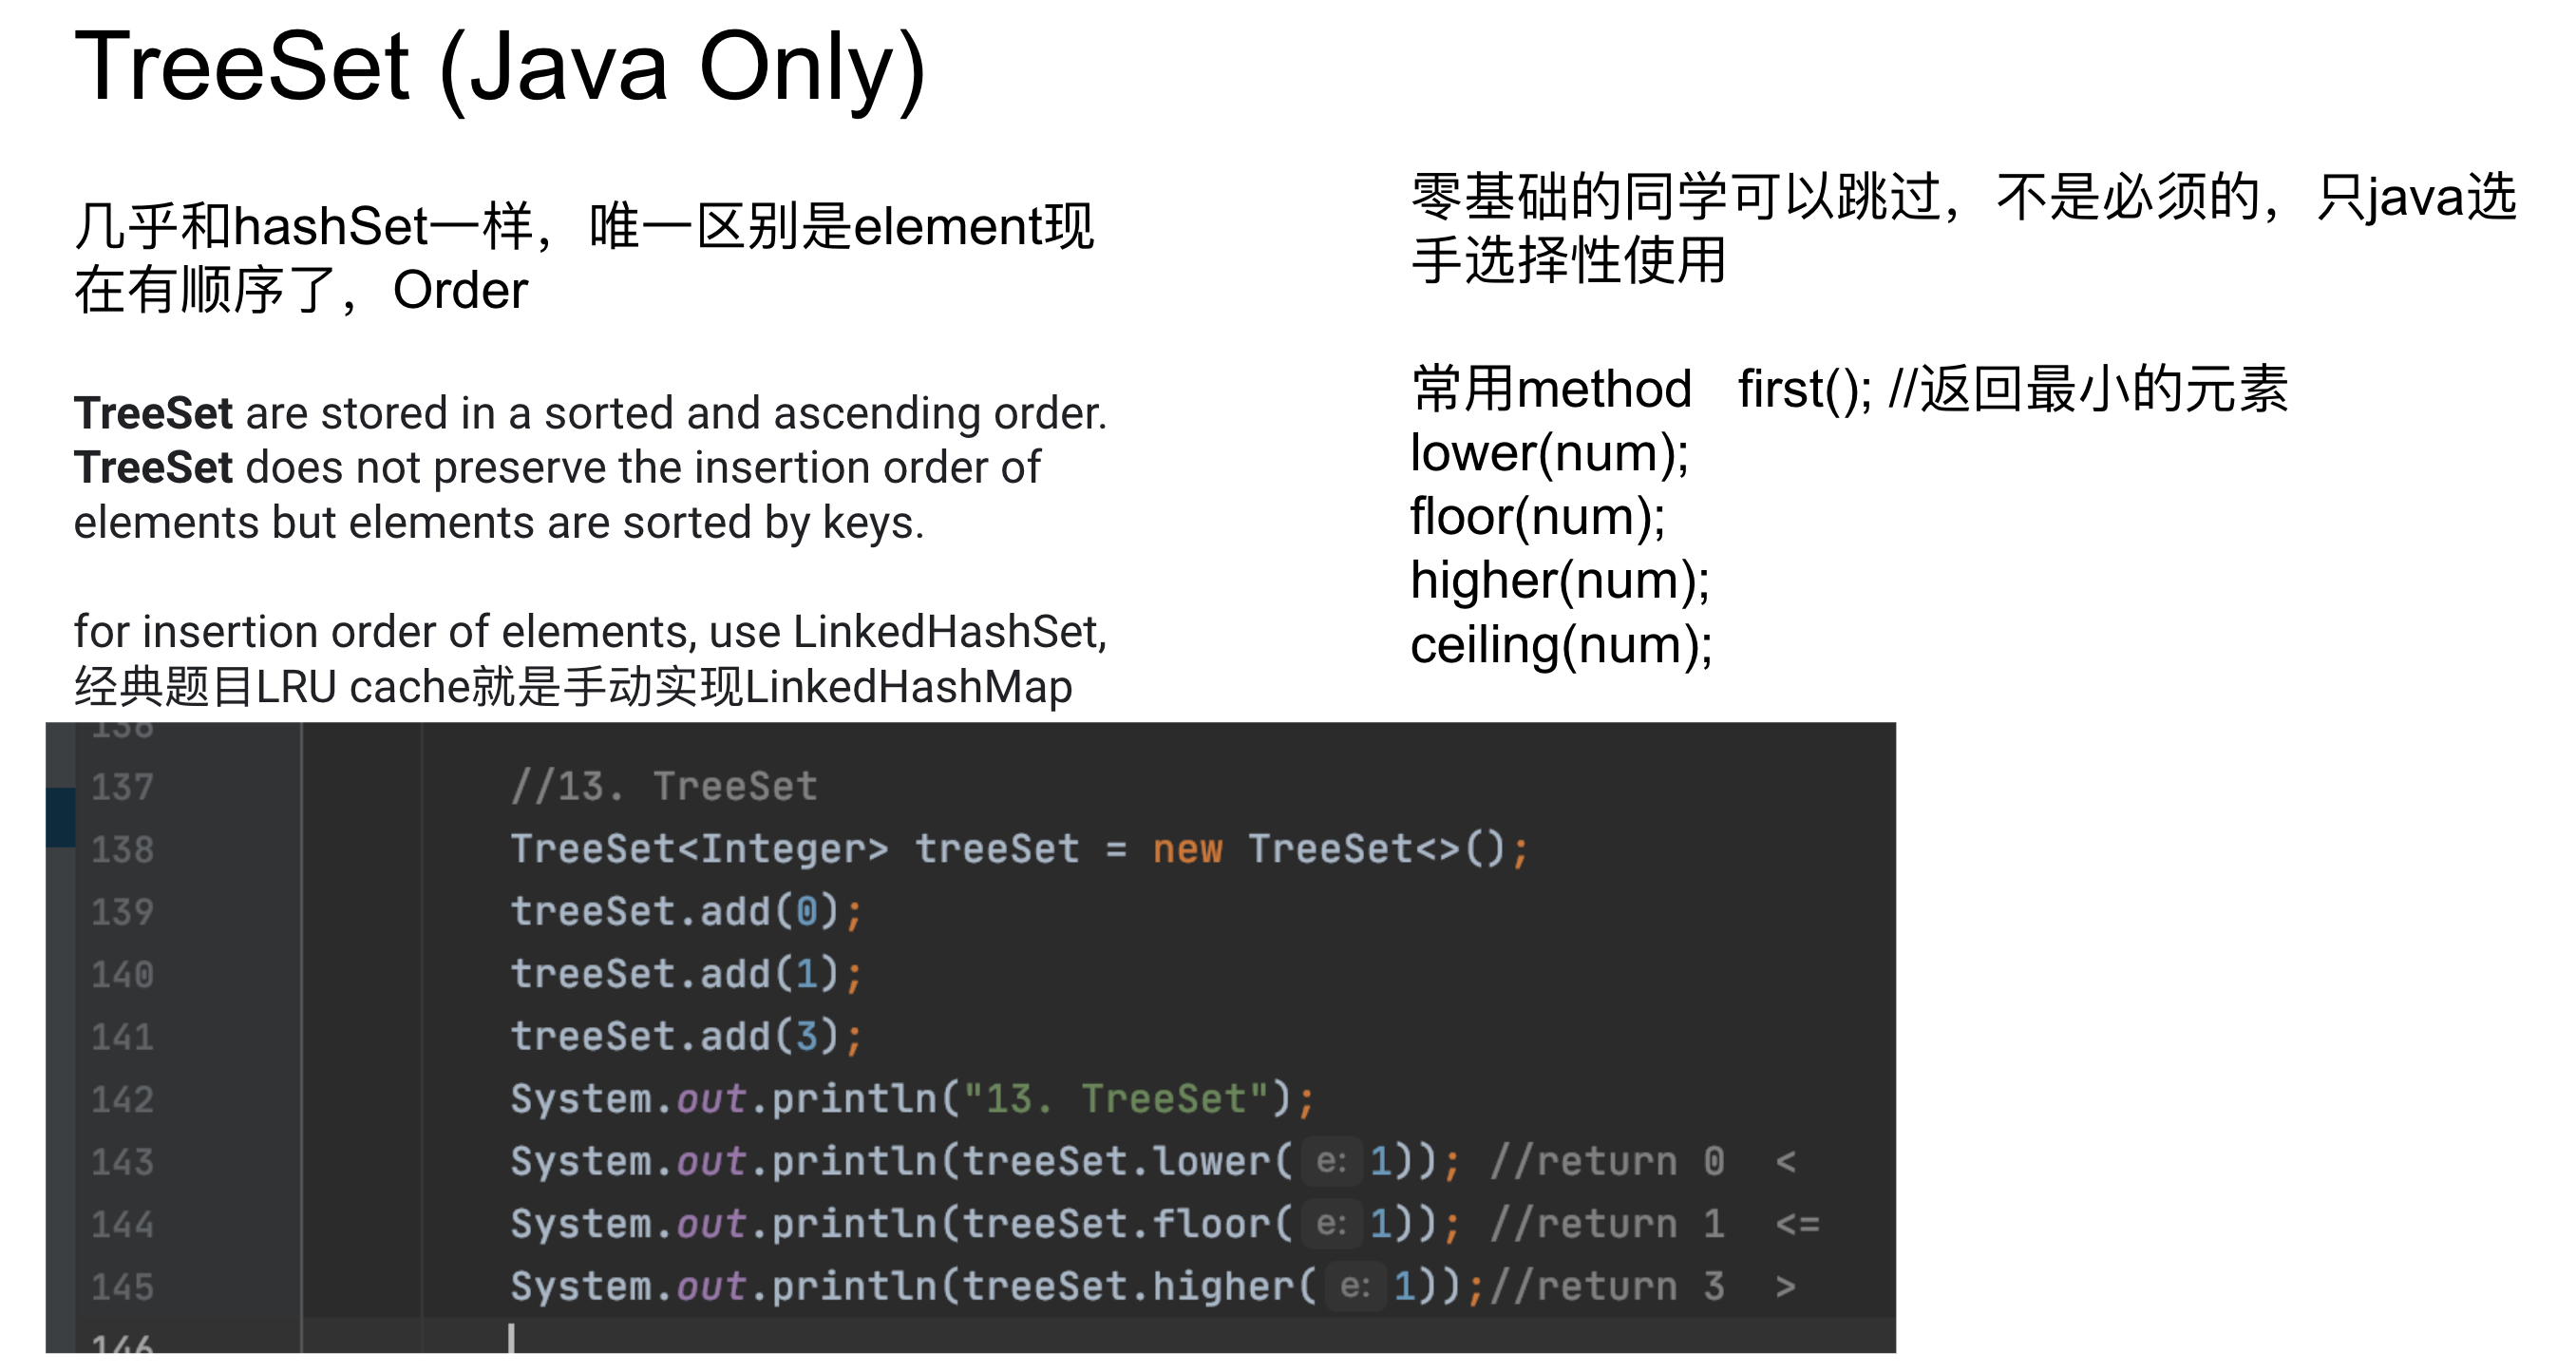 TreeSet (Java Only)
几乎和hashSet一样，唯一区别是element现
在有顺序了，Order
TreeSet are stored in a sorted and ascending order.
TreeSet does not preserve the insertion order of
elements but elements are sorted by keys.
for insertion order of elements, use LinkedHashSet,
经典题目LRU cache就是手动实现LinkedHashMap
零基础的同学可以跳过，不是必须的，只java选
手选择性使用
常用method   first(); //返回最小的元素
lower(num);
floor(num);
higher(num);
ceiling(num);
136
137 //13. TreeSet
138 TreeSet<Integer> treeSet = new TreeSet<>();
139 treeSet.add(0);
140 treeSet.add(1);
141 treeSet.add(3);
142 System.out.println("13. TreeSet");
143 System.out.println(treeSet.lower( e: 1)); //return 0  <
144 System.out.println(treeSet.floor( e: 1)); //return 1  <=
145 System.out.println(treeSet.higher( e: 1));//return 3  >
146